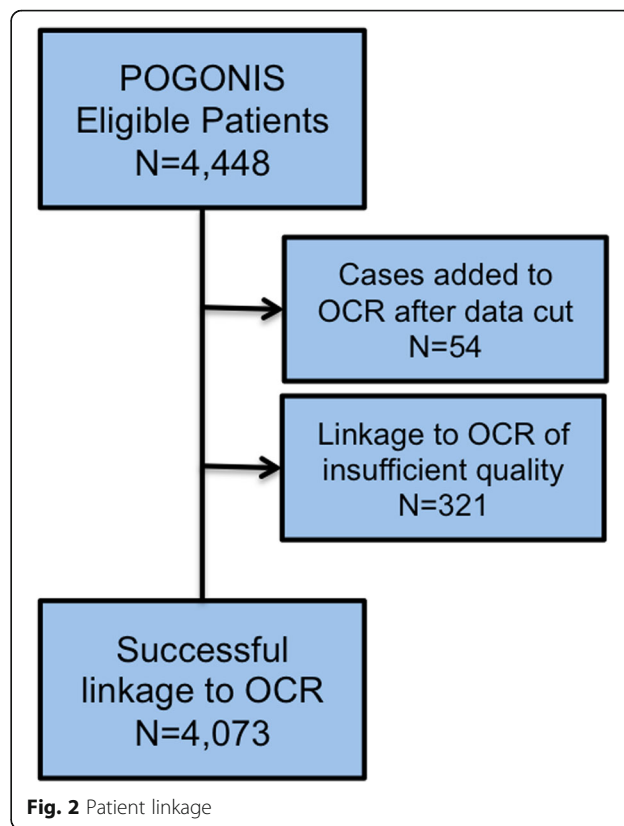 POGONIS
Eligible Patients
N=4,448
Cases added to
OCR after data cut
N=54
Linkage to OCR of
insufficient quality
N=321
Successful
linkage to OCR
N=4,073
Fig. 2 Patient linkage